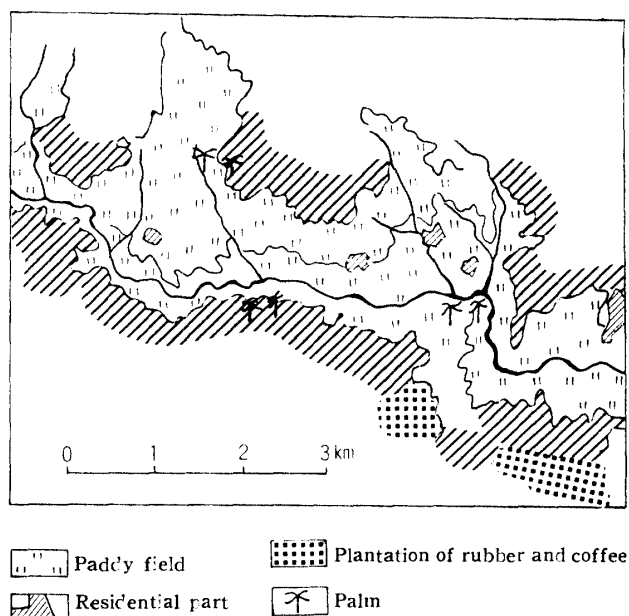 0 1 2 3 km
Paddy field
Plantation of rubber and coffee
Residential part
Palm